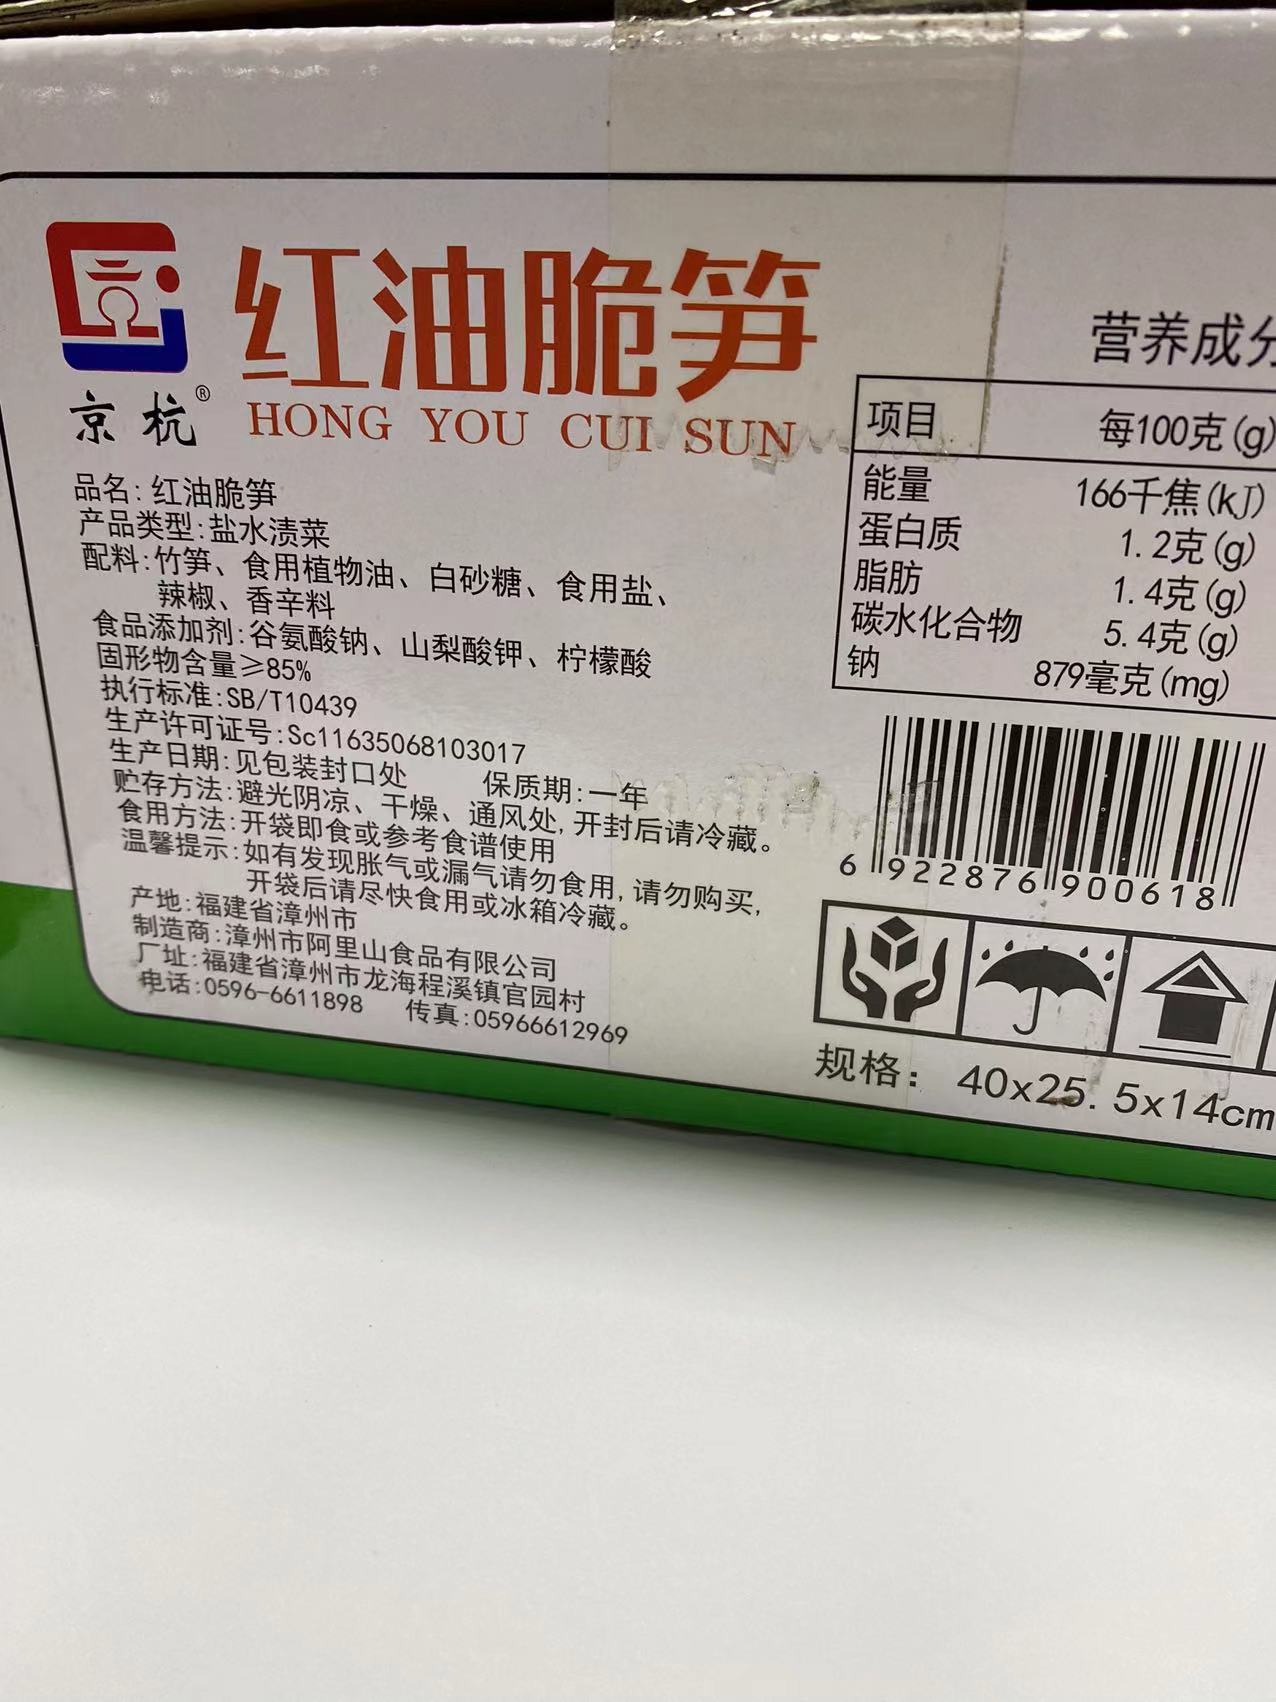 红油脆笋
京杭®
HONG YOU CUI SUN
品名:红油脆笋
产品类型:盐水渍菜
配料:竹笋、食用植物油、白砂糖、食用盐、
辣椒、香辛料
食品添加剂:谷氨酸钠、山梨酸钾、柠檬酸
固形物含量≥85%
执行标准:SB/T10439
生产许可证号:Sc11635068103017
生产日期:见包装封口处 保质期:一年
贮存方法:避光阴凉、干燥、通风处,开封后请冷藏。
食用方法:开袋即食或参考食谱使用
温馨提示:如有发现胀气或漏气请勿食用,请勿购买,
开袋后请尽快食用或冰箱冷藏。
产地:福建省漳州市
制造商:漳州市阿里山食品有限公司
厂址:福建省漳州市龙海程溪镇官园村
电话:0596-6611898 传真:05966612969
营养成分
项目 每100克(g)
能量 166千焦(kJ)
蛋白质 1.2克(g)
脂肪 1.4克(g)
碳水化合物 5.4克(g)
钠 879毫克(mg)
6 922876 900618
规格: 40x25.5x14cm